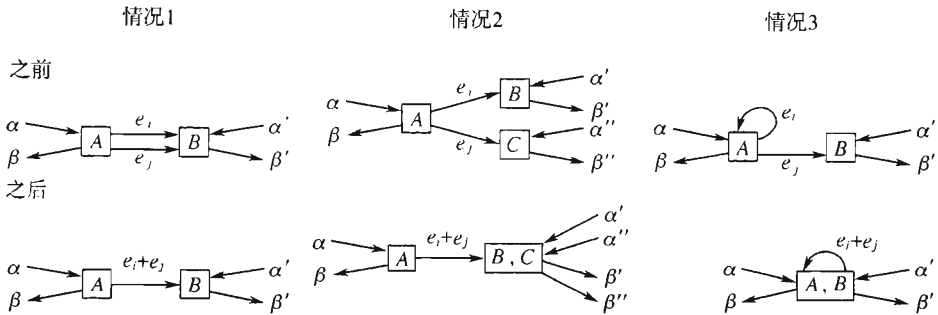 情况1 情况2 情况3
之前
α β A e_i e_j B α' β'
α β A e_i e_j B α' β' C α'' β''
α β A e_i e_j B α' β'
之后
α β A e_i+e_j B α' β'
α β A e_i+e_j B, C α' α'' β' β''
α β e_i+e_j A, B α' β'